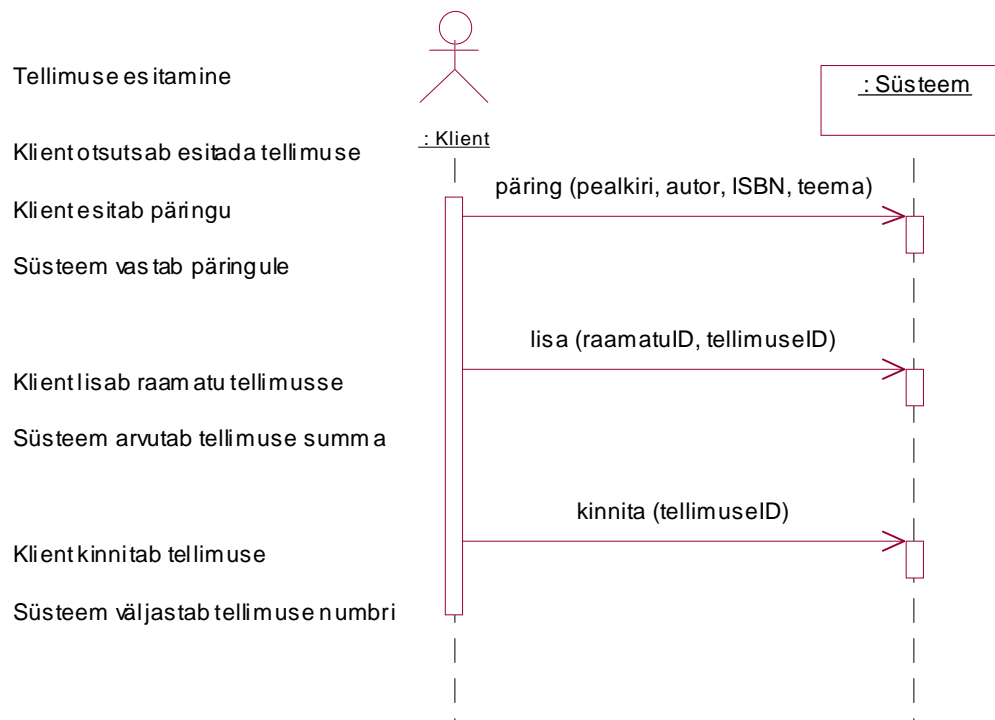 Tellimuse esitamine
: Klient
: Süsteem
Klient otsutsab esitada tellimuse
päring (pealkiri, autor, ISBN, teema)
Klient esitab päringu
Süsteem vastab päringule
lisa (raamatuID, tellimuseID)
Klient lisab raamatu tellimusse
Süsteem arvutab tellimuse summa
kinnita (tellimuseID)
Klient kinnitab tellimuse
Süsteem väljastab tellimuse numbri